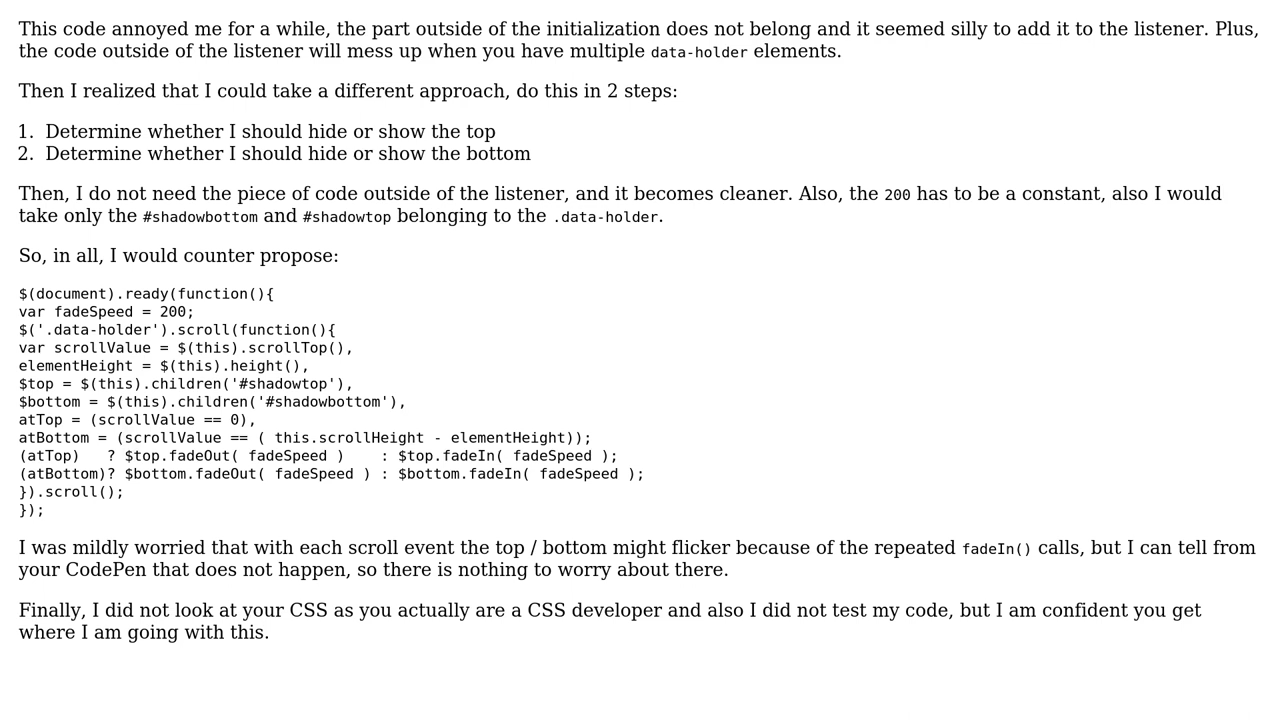 This code annoyed me for a while, the part outside of the initialization does not belong and it seemed silly to add it to the listener. Plus,
the code outside of the listener will mess up when you have multiple data-holder elements.
Then I realized that I could take a different approach, do this in 2 steps:
1. Determine whether I should hide or show the top
2. Determine whether I should hide or show the bottom
Then, I do not need the piece of code outside of the listener, and it becomes cleaner. Also, the 200 has to be a constant, also I would
take only the #shadowbottom and #shadowtop belonging to the .data-holder.
So, in all, I would counter propose:
$(document).ready(function(){
var fadeSpeed = 200;
$('.data-holder').scroll(function(){
var scrollValue = $(this).scrollTop(),
elementHeight = $(this).height(),
$top = $(this).children('#shadowtop'),
$bottom = $(this).children('#shadowbottom'),
atTop = (scrollValue == 0),
atBottom = (scrollValue == ( this.scrollHeight - elementHeight));
(atTop)   ? $top.fadeOut( fadeSpeed )    : $top.fadeIn( fadeSpeed );
(atBottom)? $bottom.fadeOut( fadeSpeed ) : $bottom.fadeIn( fadeSpeed );
}).scroll();
});
I was mildly worried that with each scroll event the top / bottom might flicker because of the repeated fadeIn() calls, but I can tell from
your CodePen that does not happen, so there is nothing to worry about there.
Finally, I did not look at your CSS as you actually are a CSS developer and also I did not test my code, but I am confident you get
where I am going with this.